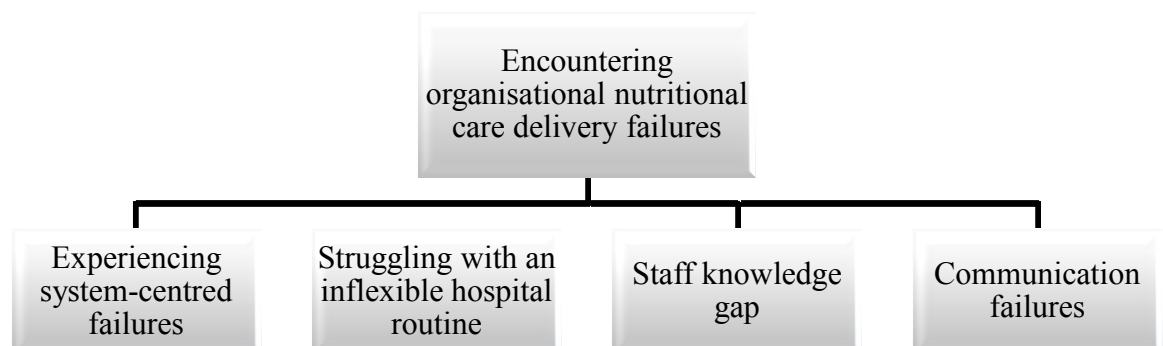 Encountering
organisational nutritional
care delivery failures
Experiencing
system-centred
failures
Struggling with an
inflexible hospital
routine
Staff knowledge
gap
Communication
failures